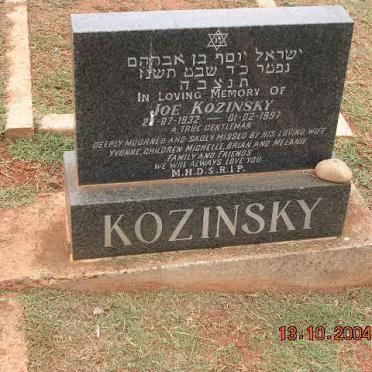 ישראל יוסף בן אברהם
נפטר כד שבט תשנז
תנצבה
IN LOVING MEMORY OF
JOE KOZINSKY
-07-1932 — 01-02-1997
A TRUE GENTLEMAN
DEEPLY MOURNED AND SADLY MISSED BY HIS LOVING WIFE
YVONNE, CHILDREN MICHELLE, BRIAN AND MELANIE
FAMILY AND FRIENDS
WE WILL ALWAYS LOVE YOU
M.H.D.S.R.I.P.
KOZINSKY
13.10.2004